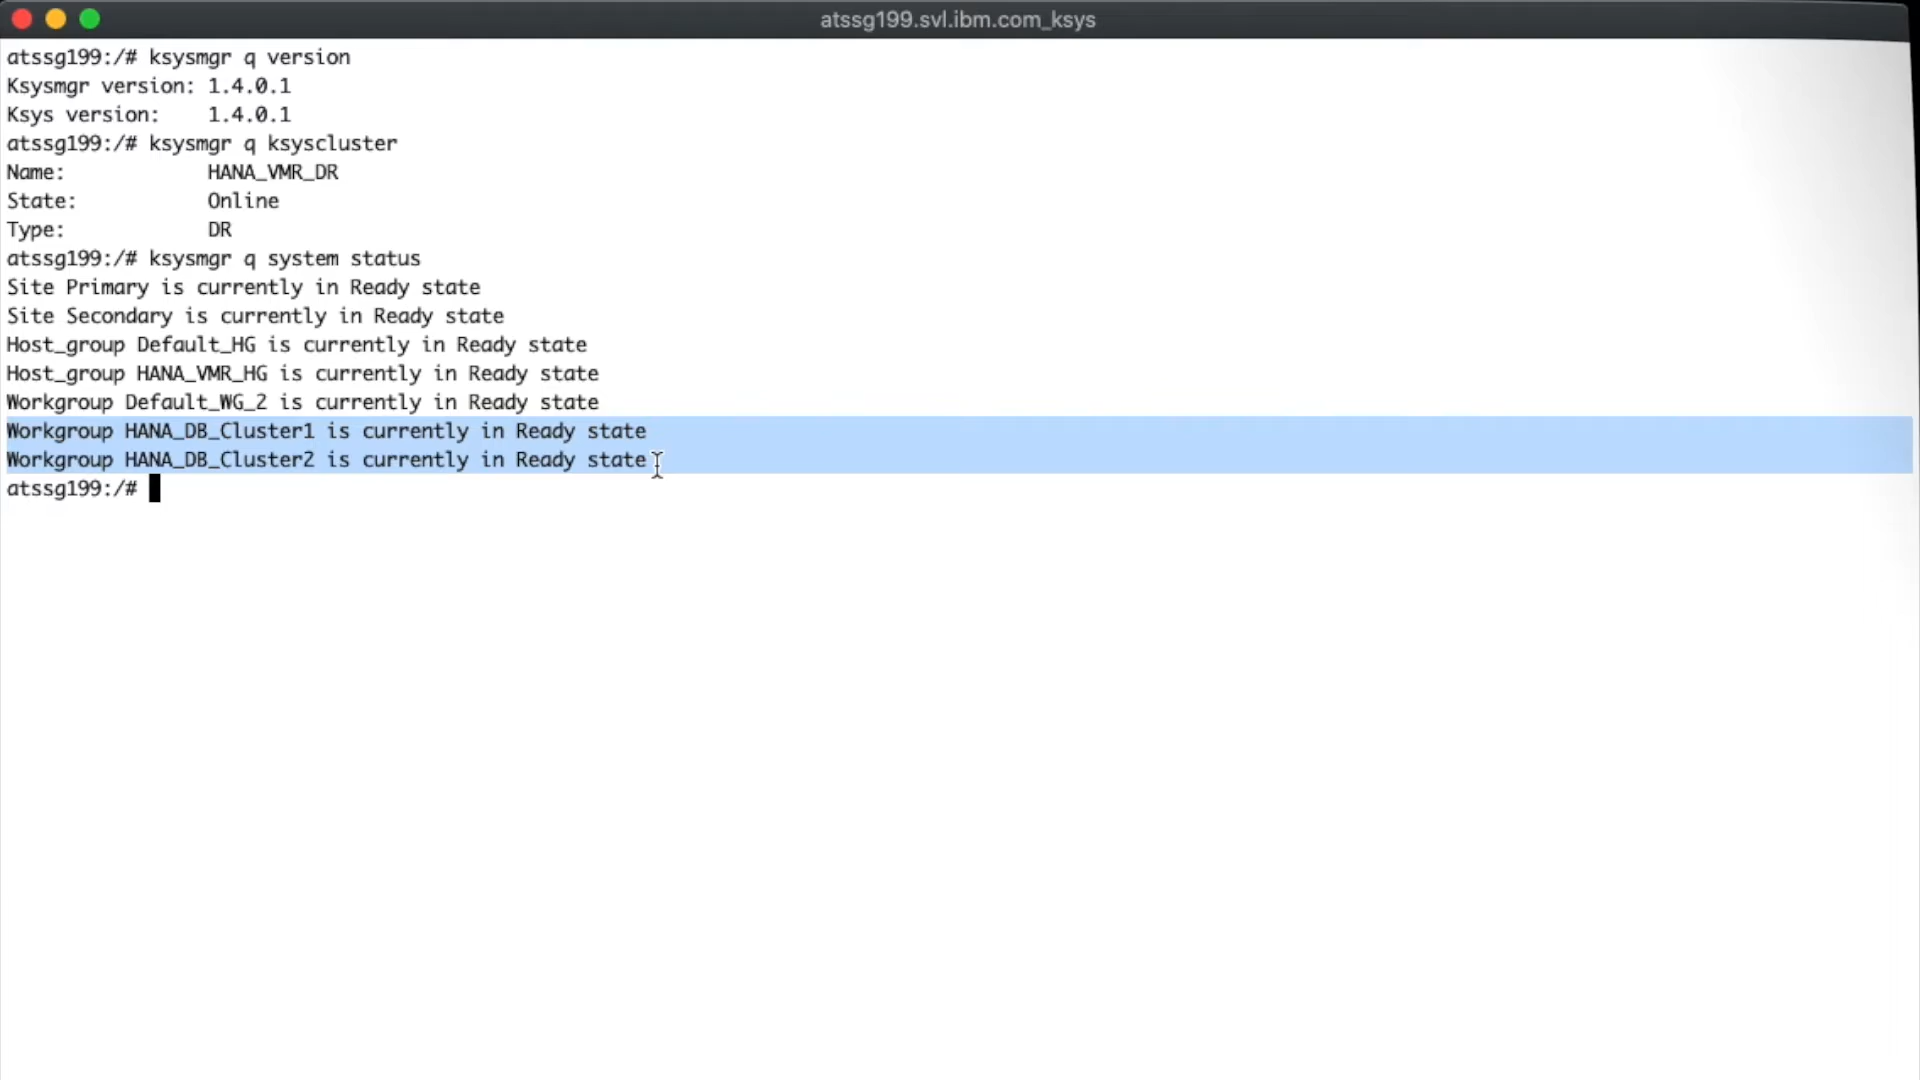 atssg199.svl.ibm.com_ksys
atssg199:/# ksysmgr q version
Ksysmgr version: 1.4.0.1
Ksys version:    1.4.0.1
atssg199:/# ksysmgr q ksyscluster
Name:            HANA_VMR_DR
State:           Online
Type:            DR
atssg199:/# ksysmgr q system status
Site Primary is currently in Ready state
Site Secondary is currently in Ready state
Host_group Default_HG is currently in Ready state
Host_group HANA_VMR_HG is currently in Ready state
Workgroup Default_WG_2 is currently in Ready state
Workgroup HANA_DB_Cluster1 is currently in Ready state
Workgroup HANA_DB_Cluster2 is currently in Ready state
atssg199:/#